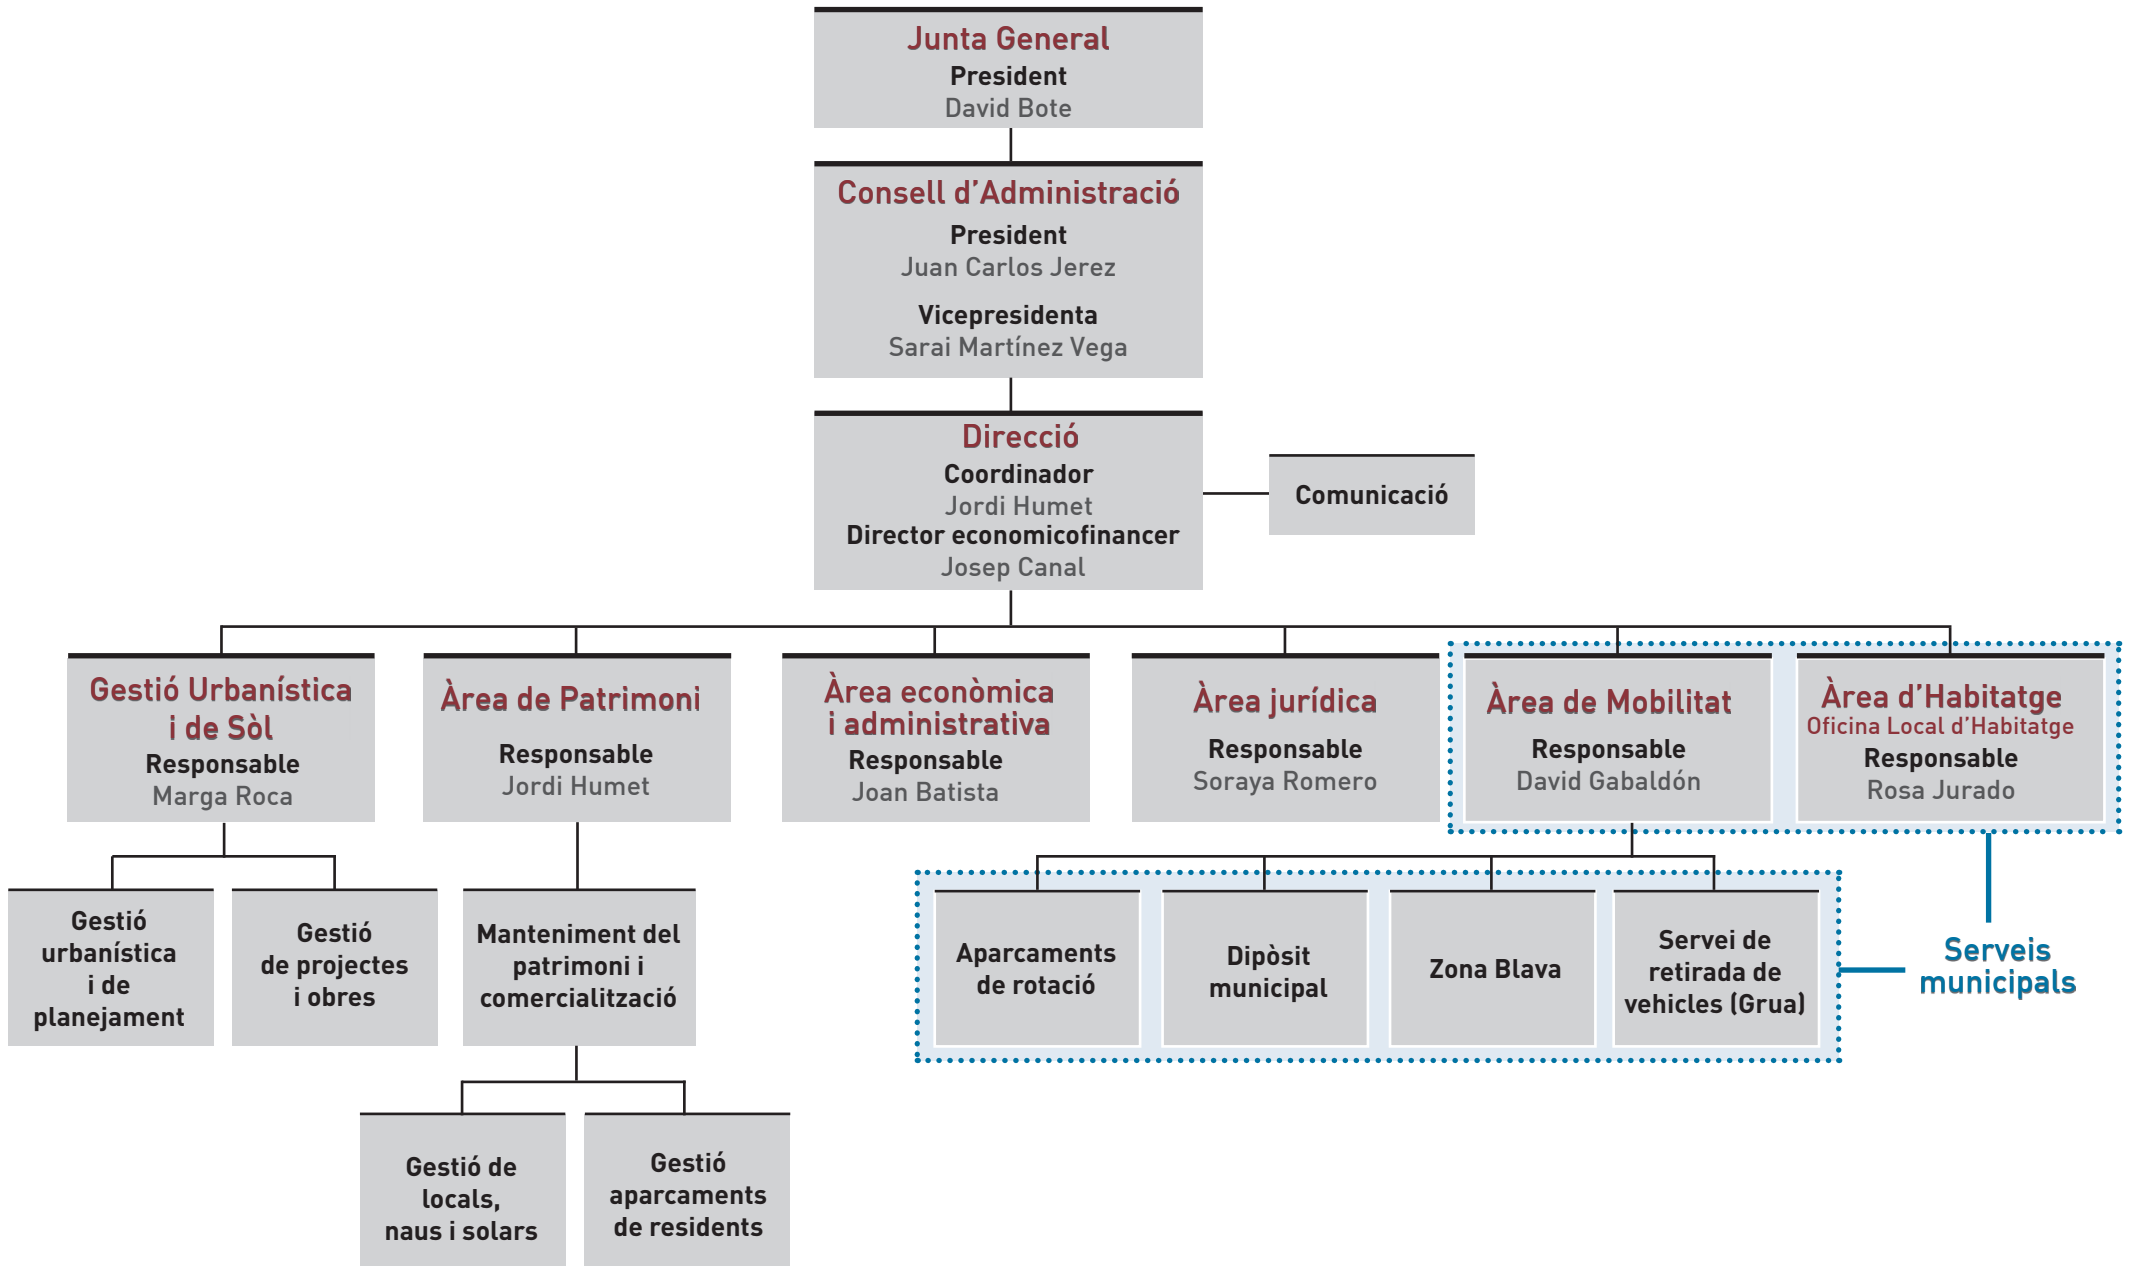 Junta General
President
David Bote
Consell d’Administració
President
Juan Carlos Jerez
Vicepresidenta
Sarai Martínez Vega
Direcció
Coordinador
Jordi Humet
Director economicofinancer
Josep Canal
Comunicació
Gestió Urbanística
i de Sòl
Responsable
Marga Roca
Àrea de Patrimoni
Responsable
Jordi Humet
Àrea econòmica
i administrativa
Responsable
Joan Batista
Àrea jurídica
Responsable
Soraya Romero
Àrea de Mobilitat
Responsable
David Gabaldón
Àrea d’Habitatge
Oficina Local d’Habitatge
Responsable
Rosa Jurado
Gestió
urbanística
i de
planejament
Gestió
de projectes
i obres
Manteniment del
patrimoni i
comercialització
Aparcaments
de rotació
Dipòsit
municipal
Zona Blava
Servei de
retirada de
vehicles (Grua)
Serveis
municipals
Gestió de
locals,
naus i solars
Gestió
aparcaments
de residents